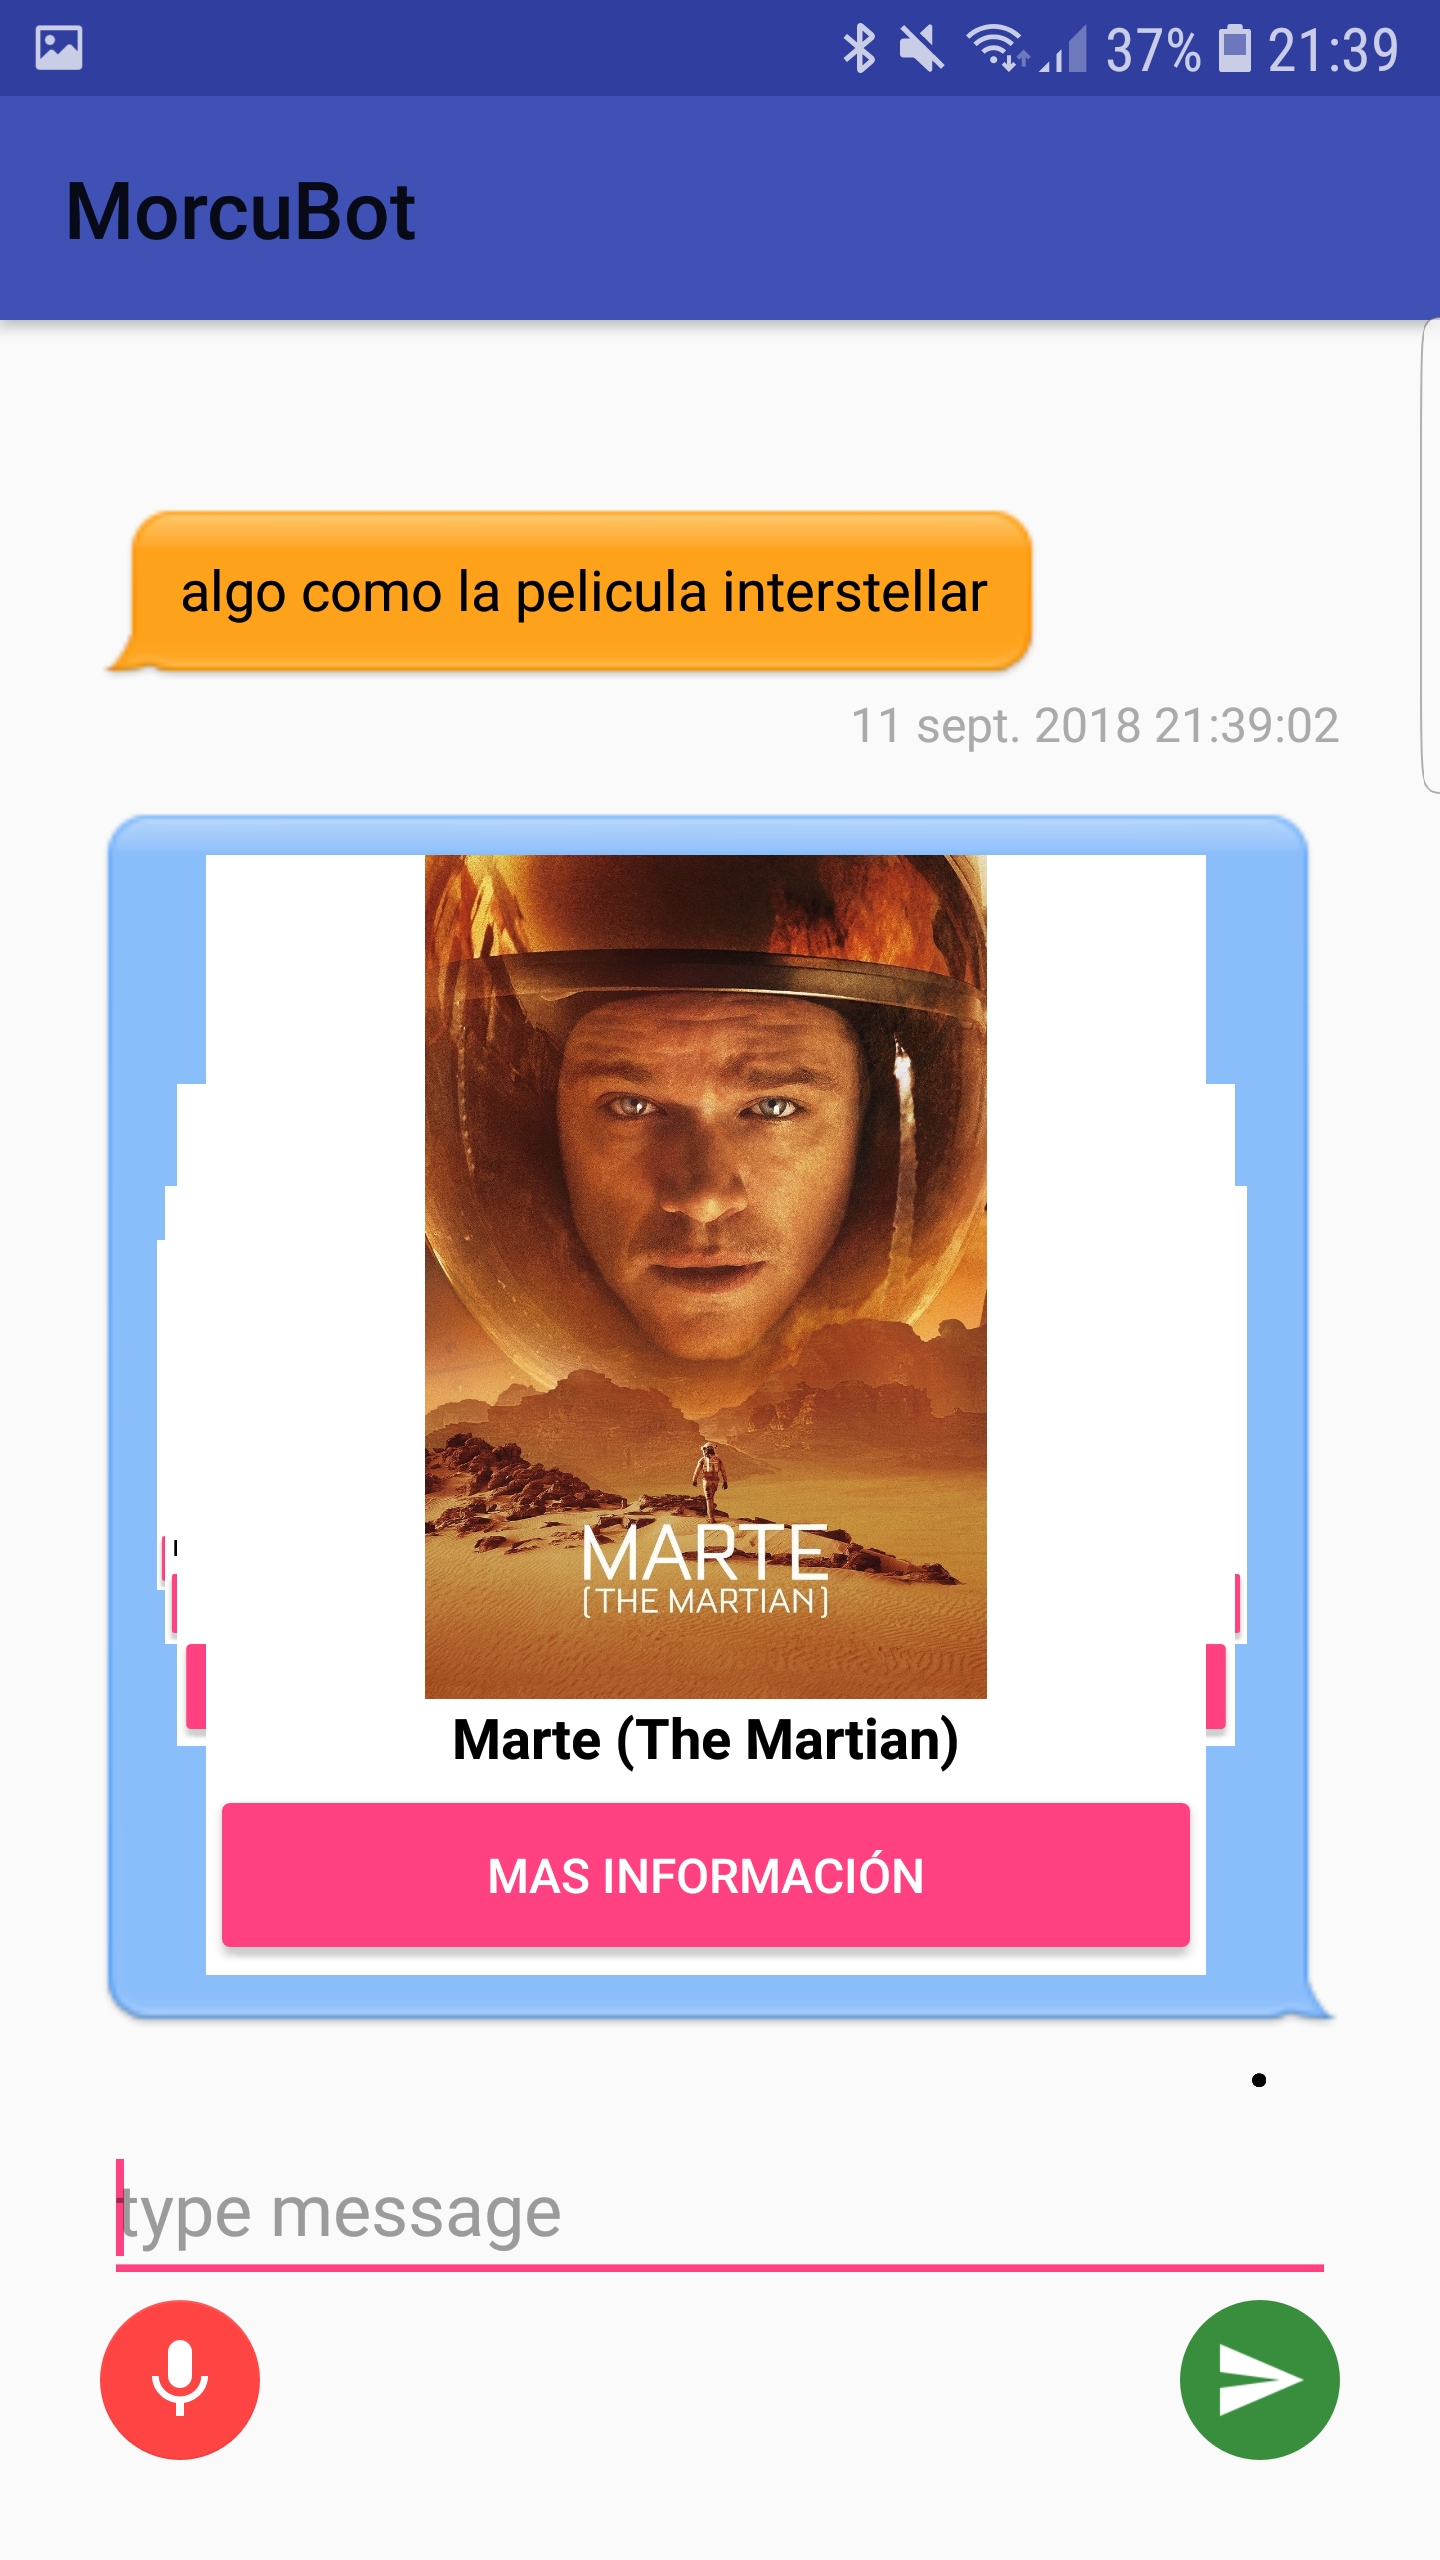 37% 21:39
MorcuBot
algo como la pelicula interstellar
11 sept. 2018 21:39:02
MARTE
[THE MARTIAN]
Marte (The Martian)
MAS INFORMACIÓN
type message